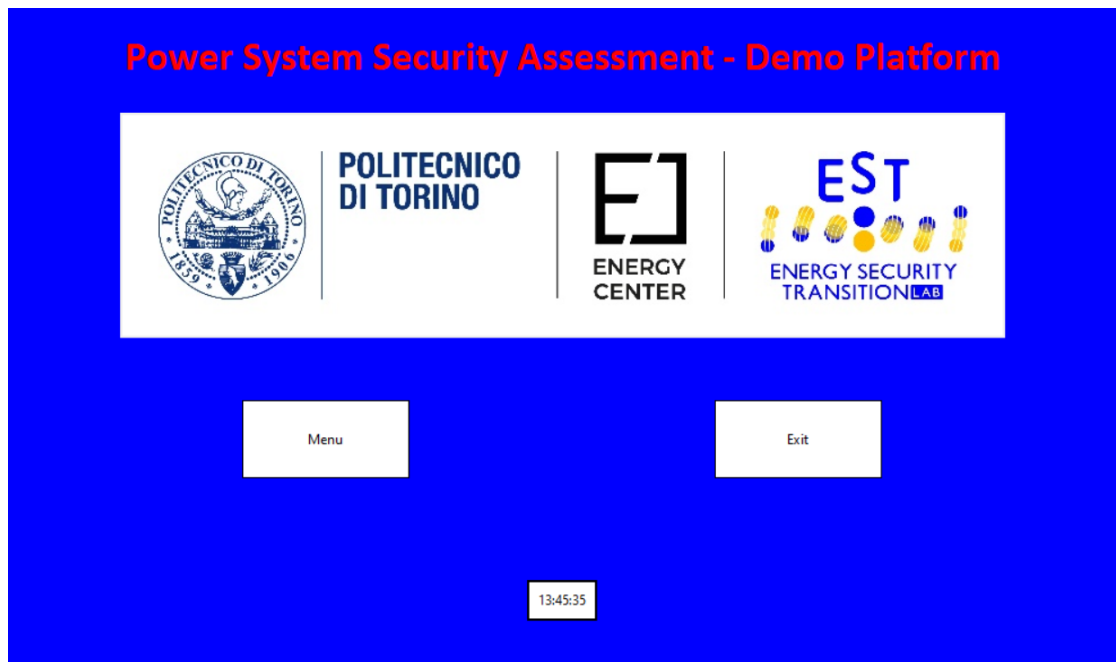 Power System Security Assessment - Demo Platform
POLITECNICO DI TORINO
1859 1906
POLITECNICO
DI TORINO
ENERGY
CENTER
EST
ENERGY SECURITY
TRANSITION LAB
Menu
Exit
13:45:35